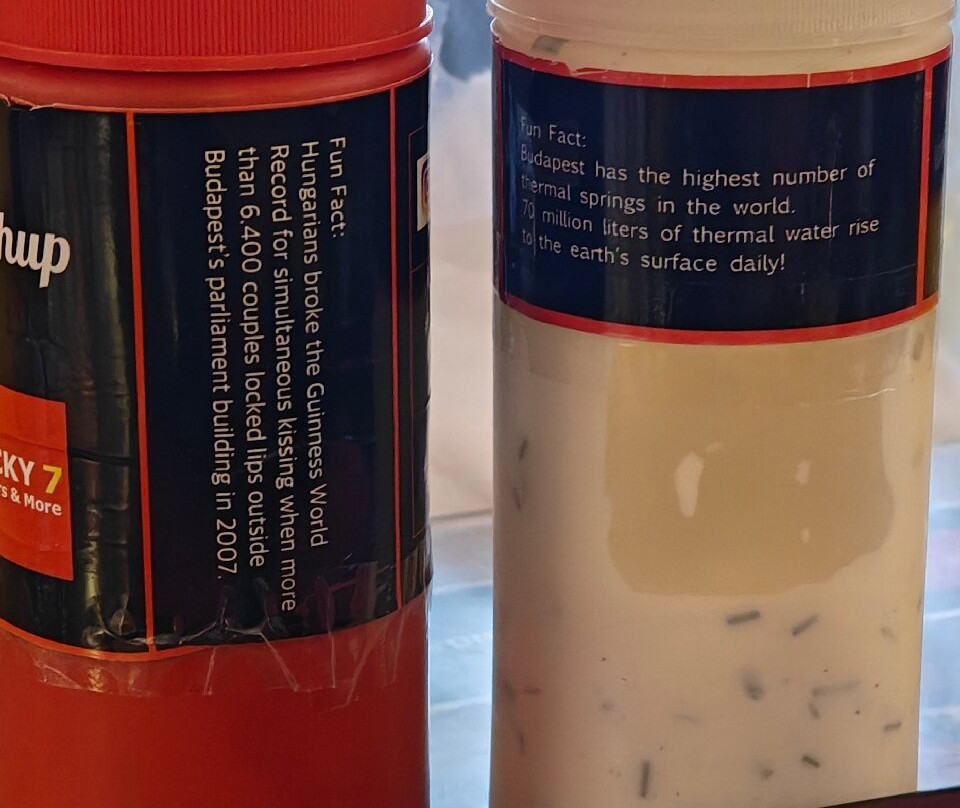 hup
CKY 7
rs & More
Fun Fact:
Hungarians broke the Guinness World
Record for simultaneous kissing when more
than 6,400 couples locked lips outside
Budapest's parliament building in 2007.
Fun Fact:
Budapest has the highest number of
thermal springs in the world.
70 million liters of thermal water rise
to the earth's surface daily!